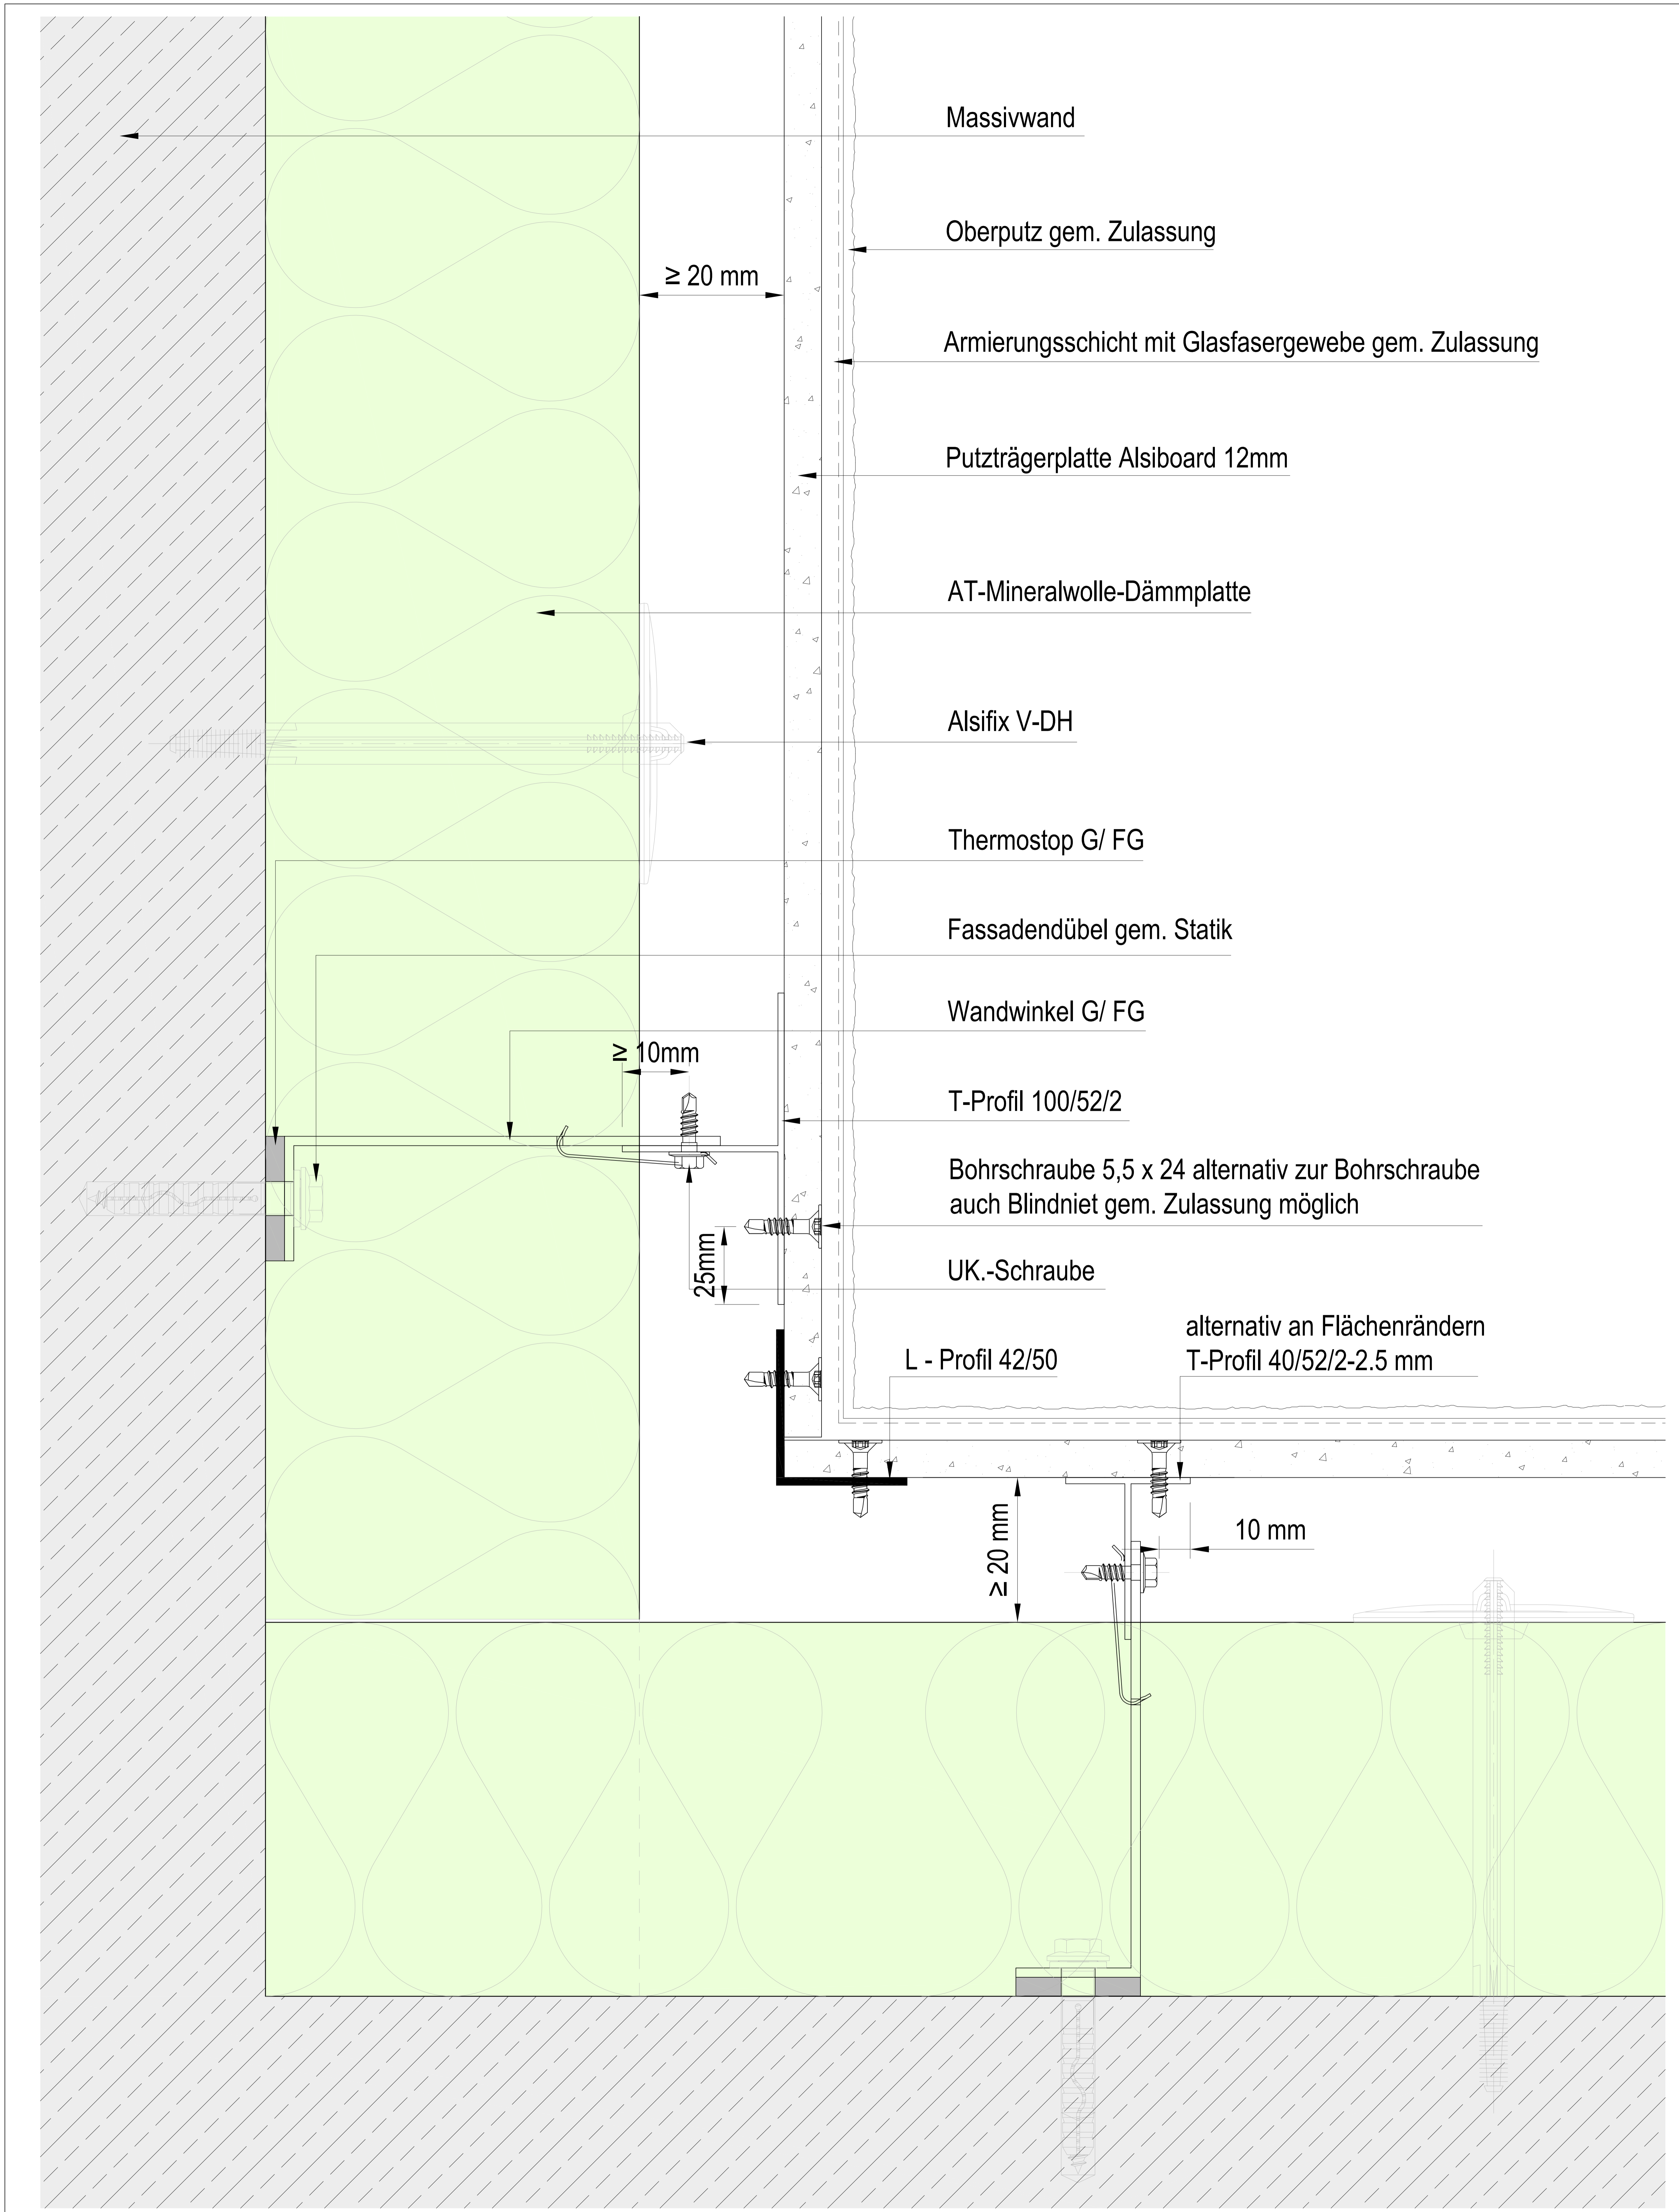 Massivwand
Oberputz gem. Zulassung
≥ 20 mm
Armierungsschicht mit Glasfasergewebe gem. Zulassung
Putzträgerplatte Alsiboard 12mm
AT-Mineralwolle-Dämmplatte
Alsifix V-DH
Thermostop G/ FG
Fassadendübel gem. Statik
Wandwinkel G/ FG
≥ 10mm
T-Profil 100/52/2
Bohrschraube 5,5 x 24 alternativ zur Bohrschraube
auch Blindniet gem. Zulassung möglich
25mm
UK.-Schraube
alternativ an Flächenrändern
T-Profil 40/52/2-2.5 mm
L - Profil 42/50
≥ 20 mm
10 mm